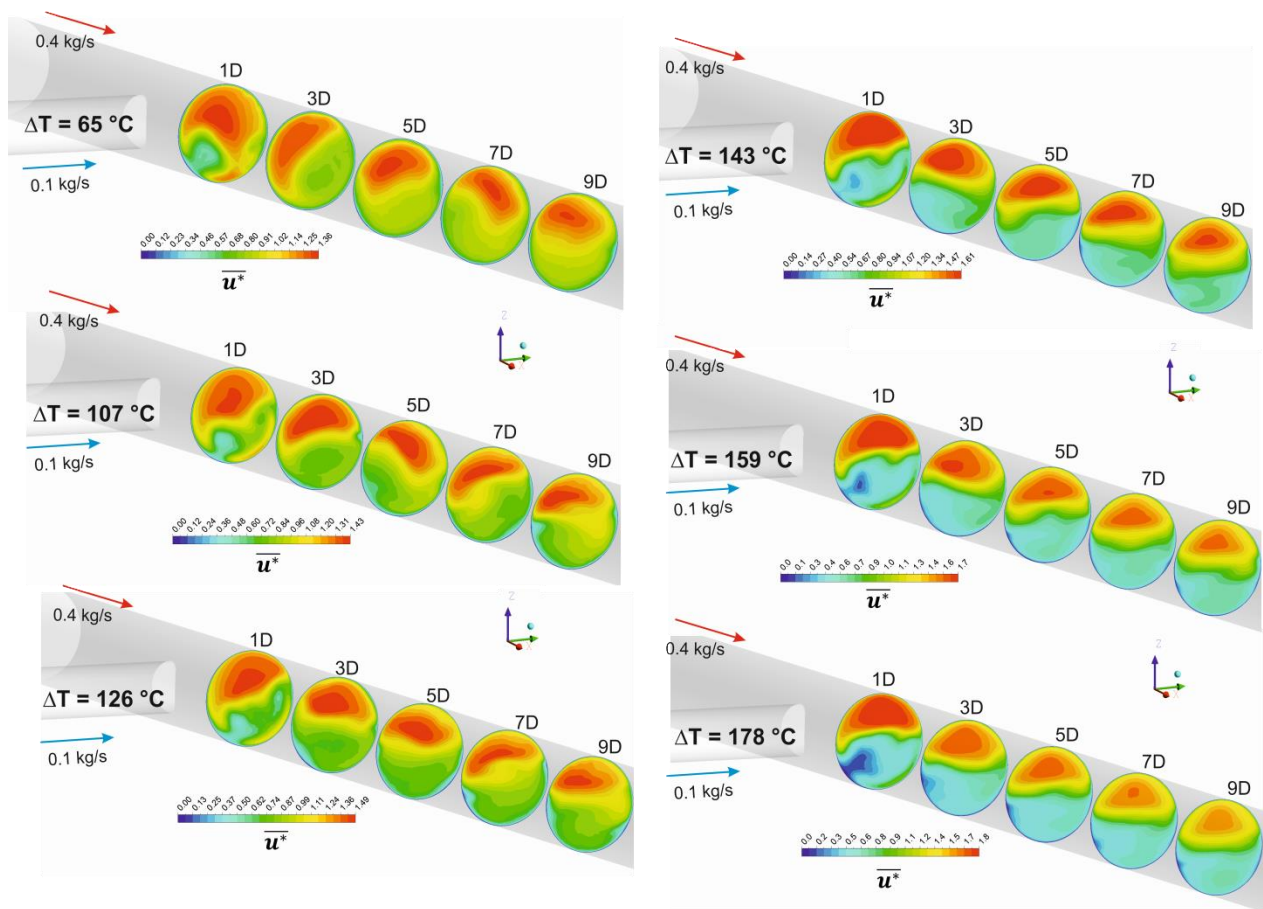 0.4 kg/s
1D
3D
5D
7D
9D
ΔT = 65 °C
0.1 kg/s
0.00 0.12 0.23 0.34 0.46 0.57 0.68 0.80 0.91 1.02 1.14 1.25 1.36
u*
0.4 kg/s
Z
1D
3D
5D
7D
9D
ΔT = 107 °C
0.1 kg/s
0.00 0.12 0.24 0.36 0.48 0.60 0.72 0.84 0.96 1.08 1.20 1.31 1.43
u*
0.4 kg/s
Z
1D
3D
5D
7D
9D
ΔT = 126 °C
0.1 kg/s
0.00 0.13 0.25 0.37 0.50 0.62 0.74 0.87 0.99 1.11 1.24 1.36 1.49
u*
0.4 kg/s
1D
3D
5D
7D
9D
ΔT = 143 °C
0.1 kg/s
0.00 0.14 0.27 0.40 0.54 0.67 0.80 0.94 1.07 1.20 1.34 1.47 1.61
u*
0.4 kg/s
Z
1D
3D
5D
7D
9D
ΔT = 159 °C
0.1 kg/s
0.0 0.1 0.3 0.4 0.6 0.7 0.9 1.0 1.1 1.3 1.4 1.6 1.7
u*
0.4 kg/s
Z
1D
3D
5D
7D
9D
ΔT = 178 °C
0.1 kg/s
0.0 0.2 0.3 0.5 0.6 0.8 0.9 1.1 1.2 1.4 1.5 1.7 1.8
u*